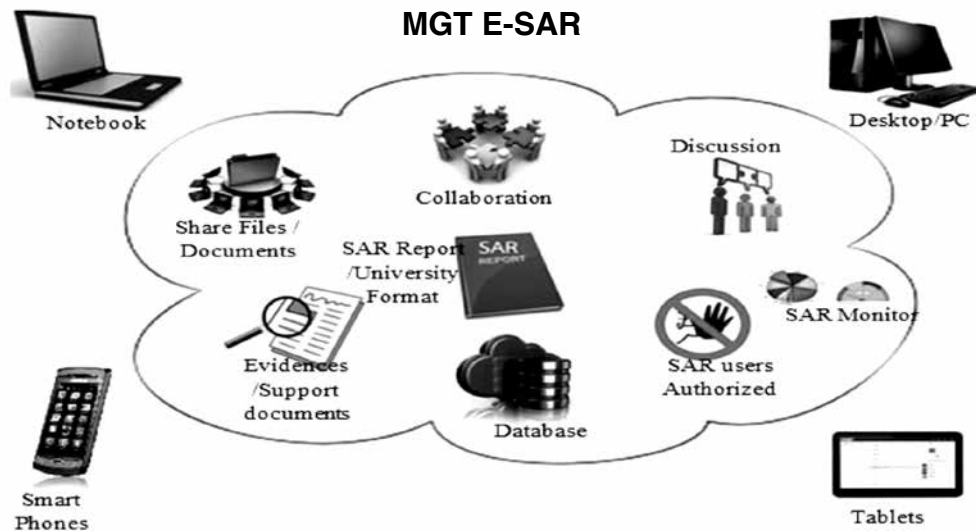 MGT E-SAR
Notebook
Desktop/PC
Collaboration
Discussion
Share Files /
Documents
SAR Report
/University
Format
SAR
REPORT
SAR Monitor
Evidences
/Support
documents
SAR users
Authorized
Database
Smart
Phones
Tablets